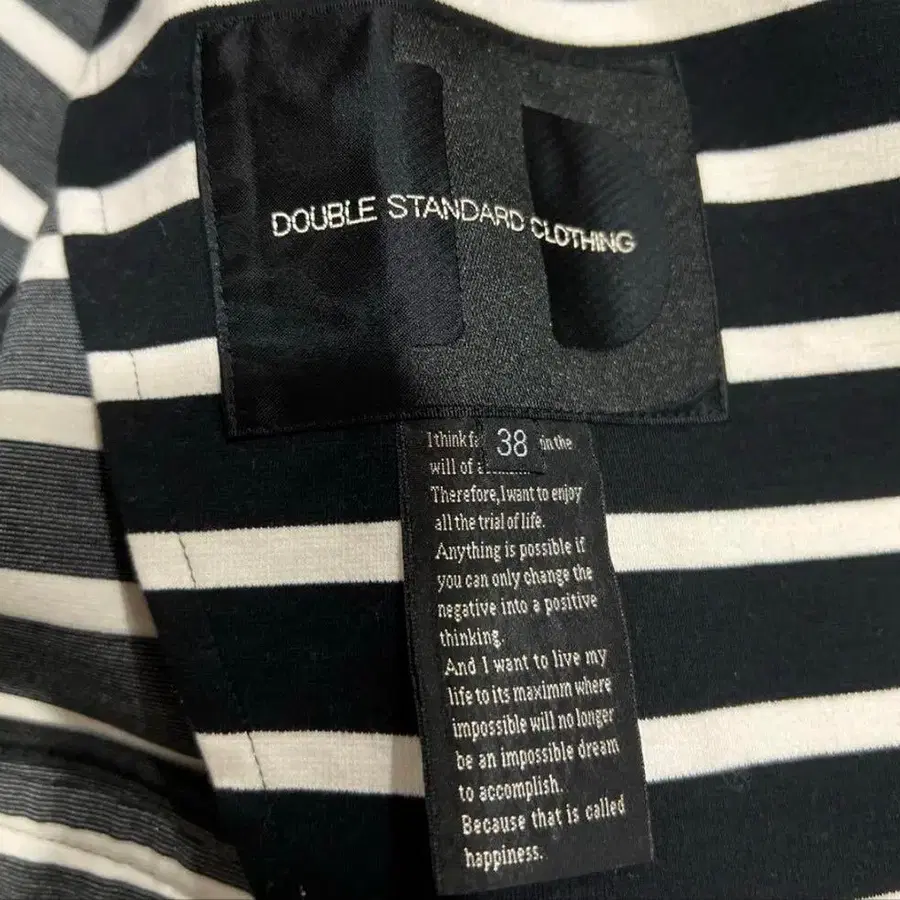 DOUBLE STANDARD CLOTHING
38
I think in the
will of
Therefore,I want to enjoy
all the trial of life.
Anything is possible if
you can only change the
negative into a positive
thinking.
And I want to live my
life to its maximm where
impossible will no longer
be an impossible dream
to accomplish.
Because that is called
happiness.